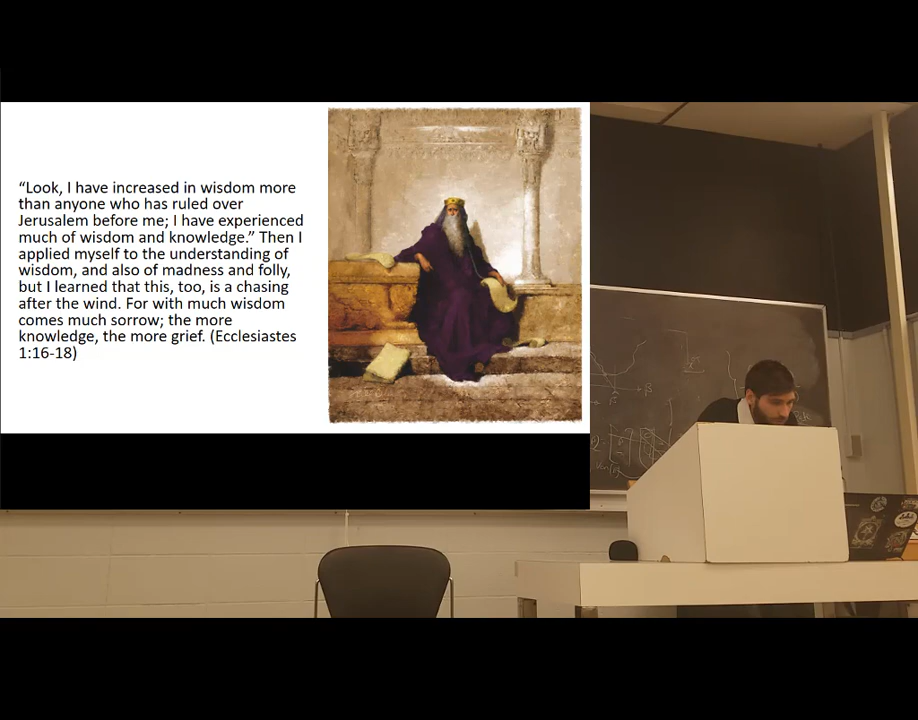 “Look, I have increased in wisdom more
than anyone who has ruled over
Jerusalem before me; I have experienced
much of wisdom and knowledge.” Then I
applied myself to the understanding of
wisdom, and also of madness and folly,
but I learned that this, too, is a chasing
after the wind. For with much wisdom
comes much sorrow; the more
knowledge, the more grief. (Ecclesiastes
1:16-18)